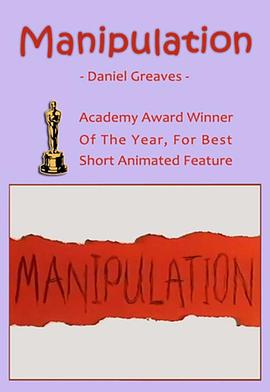 Manipulation
- Daniel Greaves -
Academy Award Winner
Of The Year, For Best
Short Animated Feature
MANIPULATION